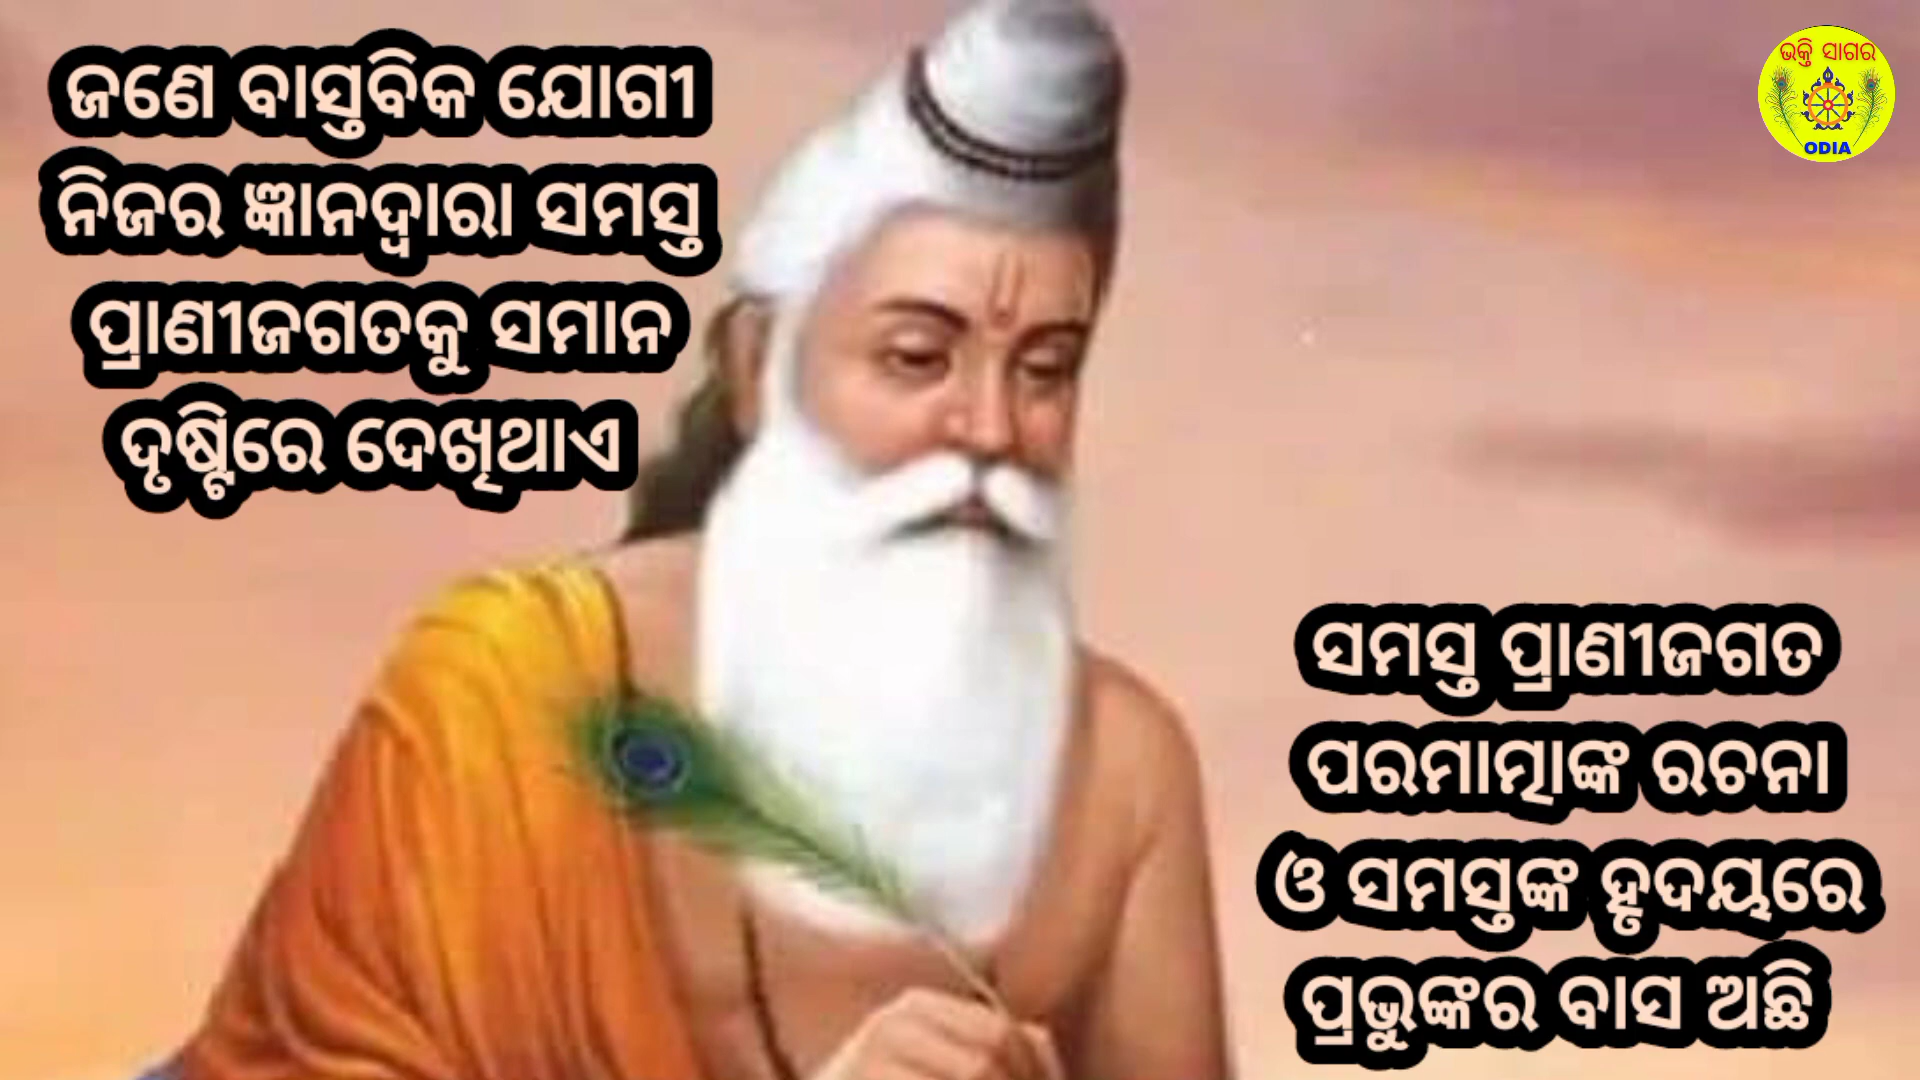 ଜଣେ ବାସ୍ତବିକ ଯୋଗୀ
ନିଜର ଜ୍ଞାନଦ୍ୱାରା ସମସ୍ତ
ପ୍ରାଣୀଜଗତକୁ ସମାନ
ଦୃଷ୍ଟିରେ ଦେଖିଥାଏ
ଭକ୍ତି ସାଗର
ODIA
ସମସ୍ତ ପ୍ରାଣୀଜଗତ
ପରମାତ୍ମାଙ୍କ ରଚନା
ଓ ସମସ୍ତଙ୍କ ହୃଦୟରେ
ପ୍ରଭୁଙ୍କର ବାସ ଅଛି